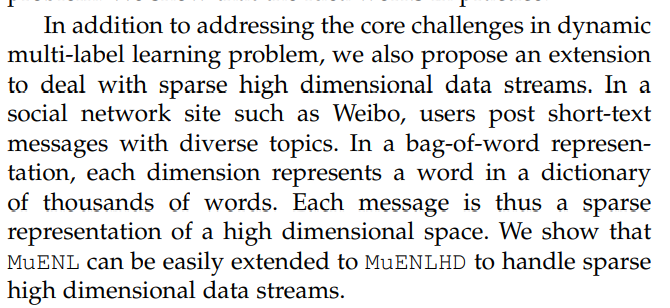 In addition to addressing the core challenges in dynamic
multi-label learning problem, we also propose an extension
to deal with sparse high dimensional data streams. In a
social network site such as Weibo, users post short-text
messages with diverse topics. In a bag-of-word represen-
tation, each dimension represents a word in a dictionary
of thousands of words. Each message is thus a sparse
representation of a high dimensional space. We show that
MuENL can be easily extended to MuENLHD to handle sparse
high dimensional data streams.